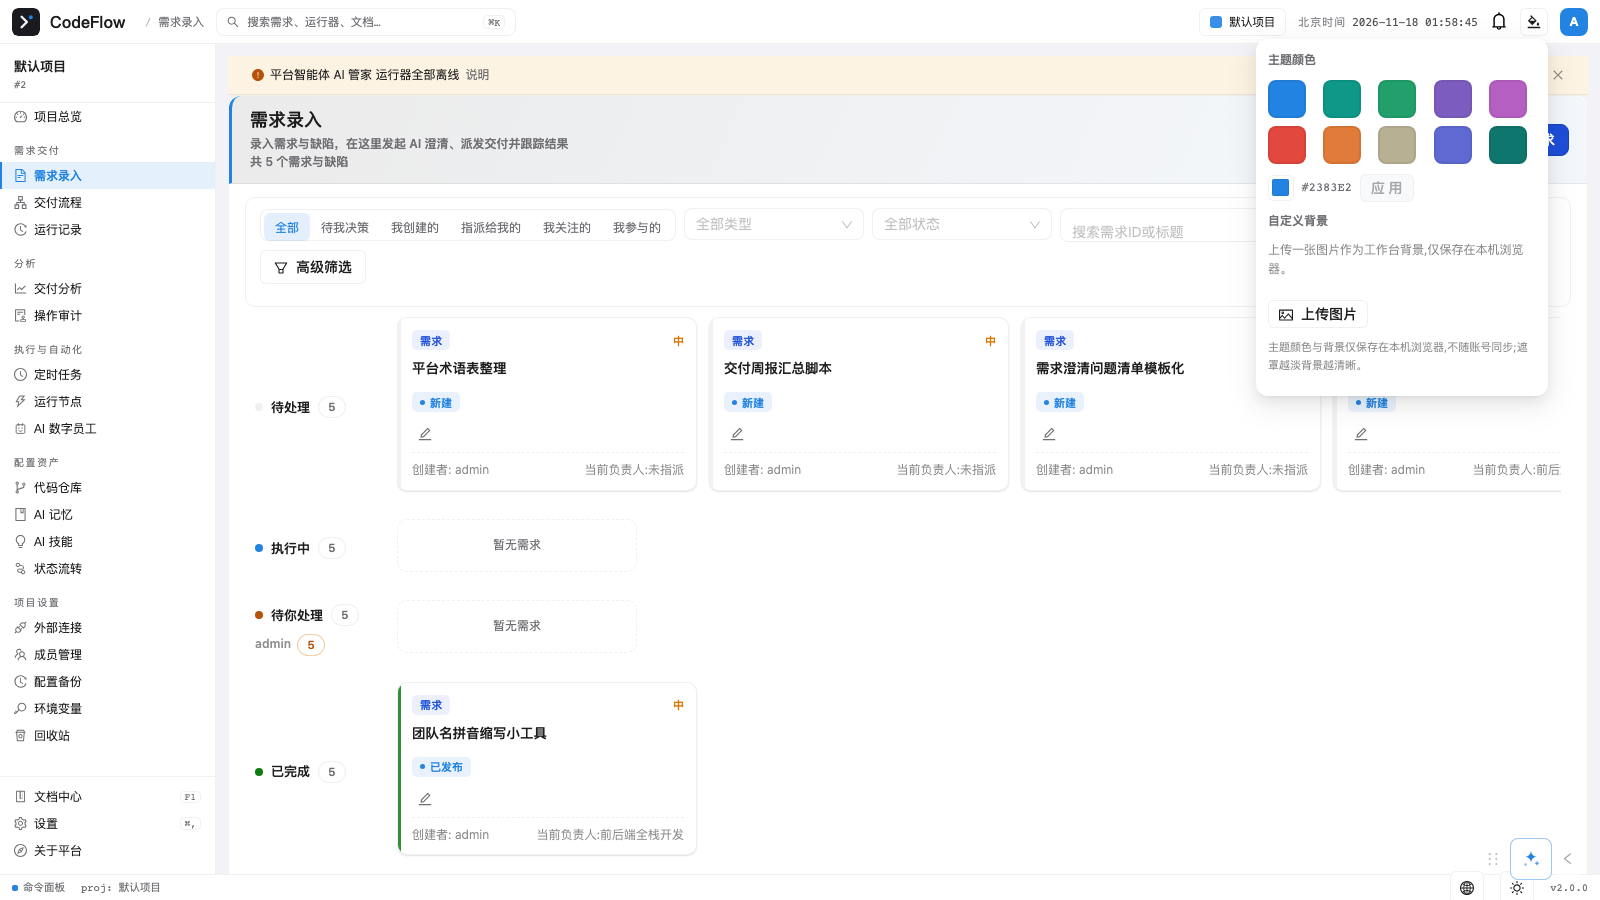 CodeFlow / 需求录入
搜索需求、运行器、文档... ⌘K
默认项目
北京时间 2026-11-18 01:58:45
A
默认项目
#2
项目总览
需求交付
需求录入
交付流程
运行记录
分析
交付分析
操作审计
执行与自动化
定时任务
运行节点
AI 数字员工
配置资产
代码仓库
AI 记忆
AI 技能
状态流转
项目设置
外部连接
成员管理
配置备份
环境变量
回收站
文档中心 F1
设置 ⌘,
关于平台
平台智能体 AI 管家 运行器全部离线 说明
需求录入
录入需求与缺陷，在这里发起 AI 澄清、派发交付并跟踪结果
共 5 个需求与缺陷
全部 待我决策 我创建的 指派给我的 我关注的 我参与的
全部类型
全部状态
搜索需求ID或标题
高级筛选
主题颜色
#2383E2 应 用
自定义背景
上传一张图片作为工作台背景,仅保存在本机浏览
器。
上传图片
主题颜色与背景仅保存在本机浏览器,不随账号同步;遮
罩越淡背景越清晰。
待处理 5
需求 中
平台术语表整理
新建
创建者: admin 当前负责人:未指派
需求 中
交付周报汇总脚本
新建
创建者: admin 当前负责人:未指派
需求
需求澄清问题清单模板化
新建
创建者: admin 当前负责人:未指派
新建
创建者: admin 当前负责人:前后
执行中 5
暂无需求
待你处理 5
admin 5
暂无需求
已完成 5
需求 中
团队名拼音缩写小工具
已发布
创建者: admin 当前负责人:前后端全栈开发
命令面板 proj: 默认项目
v2.0.0